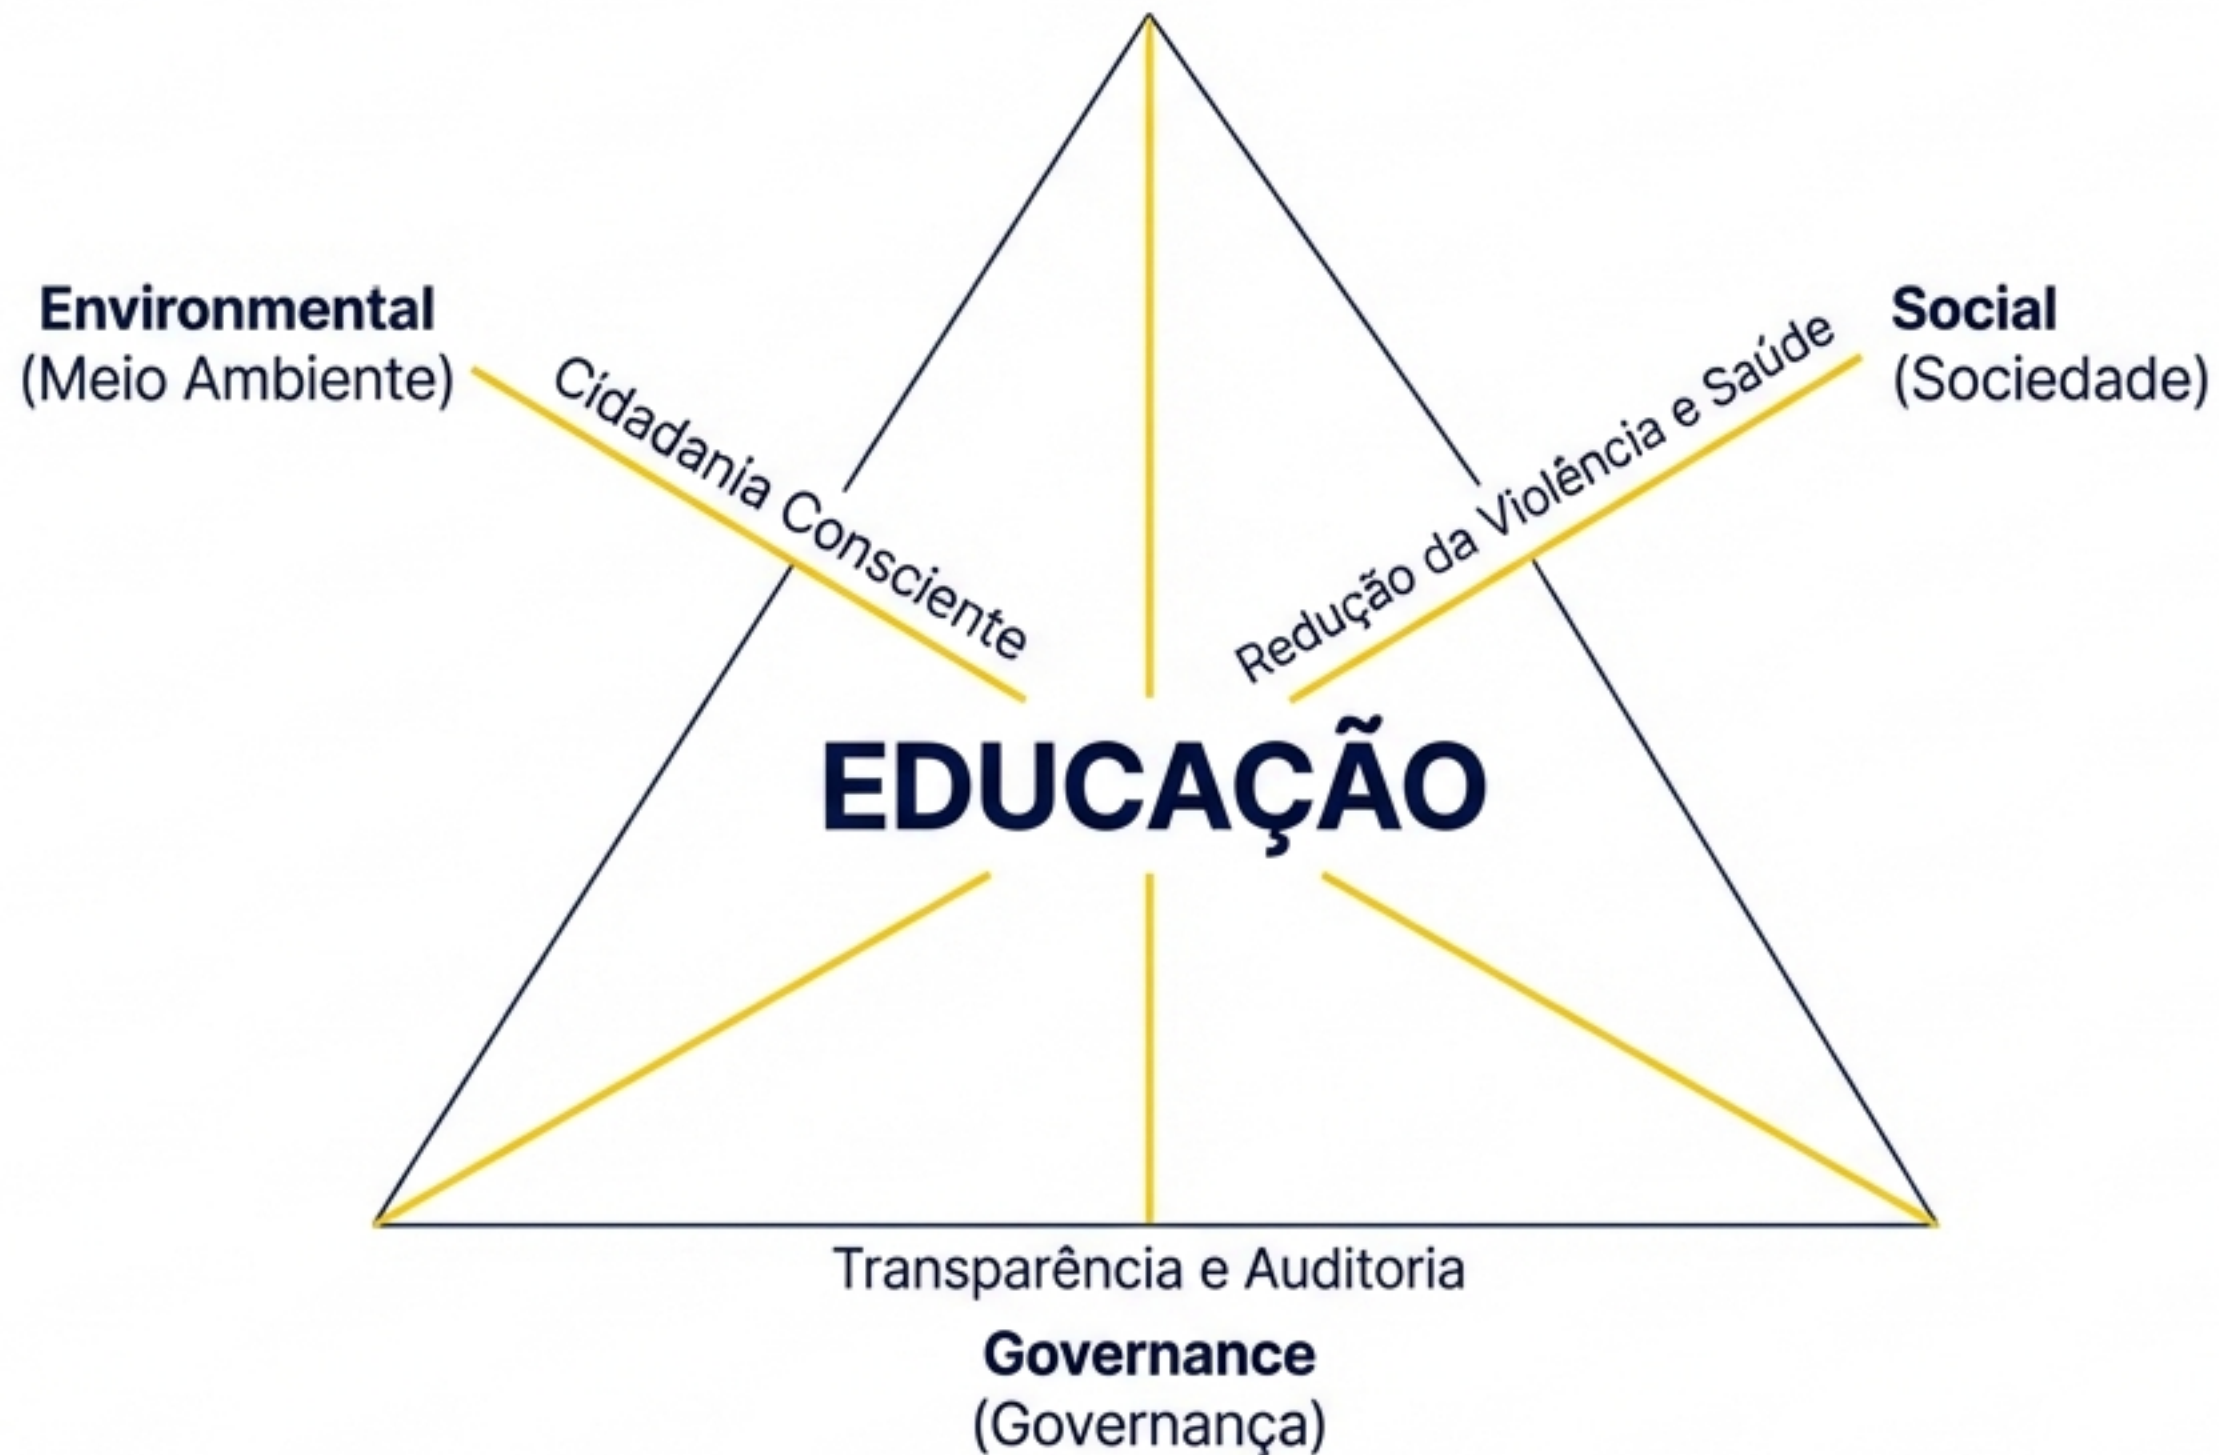 Environmental
(Meio Ambiente)
Cidadania Consciente
Redução da Violência e Saúde
Social
(Sociedade)
EDUCAÇÃO
Transparência e Auditoria
Governance
(Governança)